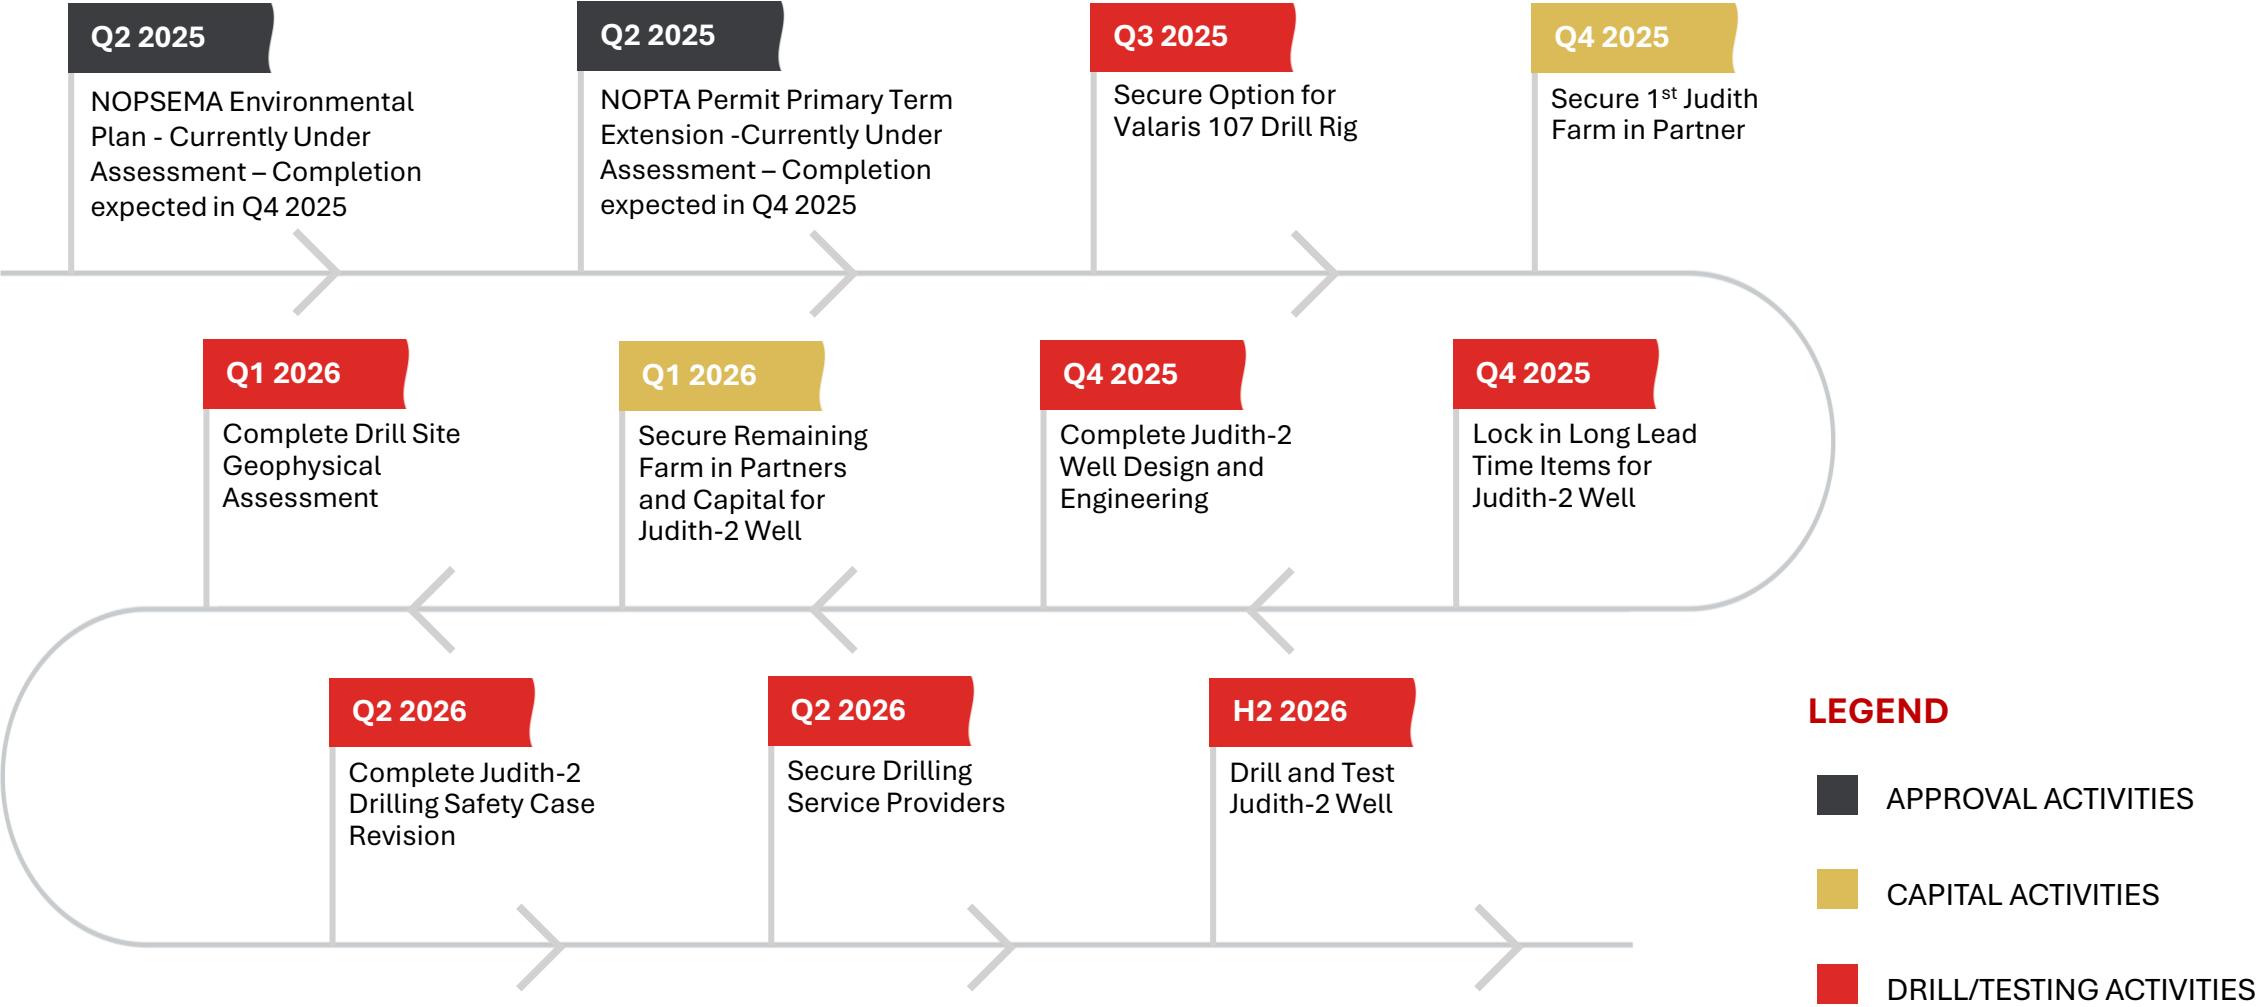 Q2 2025
NOPSEMA Environmental
Plan - Currently Under
Assessment – Completion
expected in Q4 2025
Q2 2025
NOPTA Permit Primary Term
Extension -Currently Under
Assessment – Completion
expected in Q4 2025
Q3 2025
Secure Option for
Valaris 107 Drill Rig
Q4 2025
Secure 1st Judith
Farm in Partner
Q4 2025
Lock in Long Lead
Time Items for
Judith-2 Well
Q4 2025
Complete Judith-2
Well Design and
Engineering
Q1 2026
Secure Remaining
Farm in Partners
and Capital for
Judith-2 Well
Q1 2026
Complete Drill Site
Geophysical
Assessment
Q2 2026
Complete Judith-2
Drilling Safety Case
Revision
Q2 2026
Secure Drilling
Service Providers
H2 2026
Drill and Test
Judith-2 Well
LEGEND
APPROVAL ACTIVITIES
CAPITAL ACTIVITIES
DRILL/TESTING ACTIVITIES